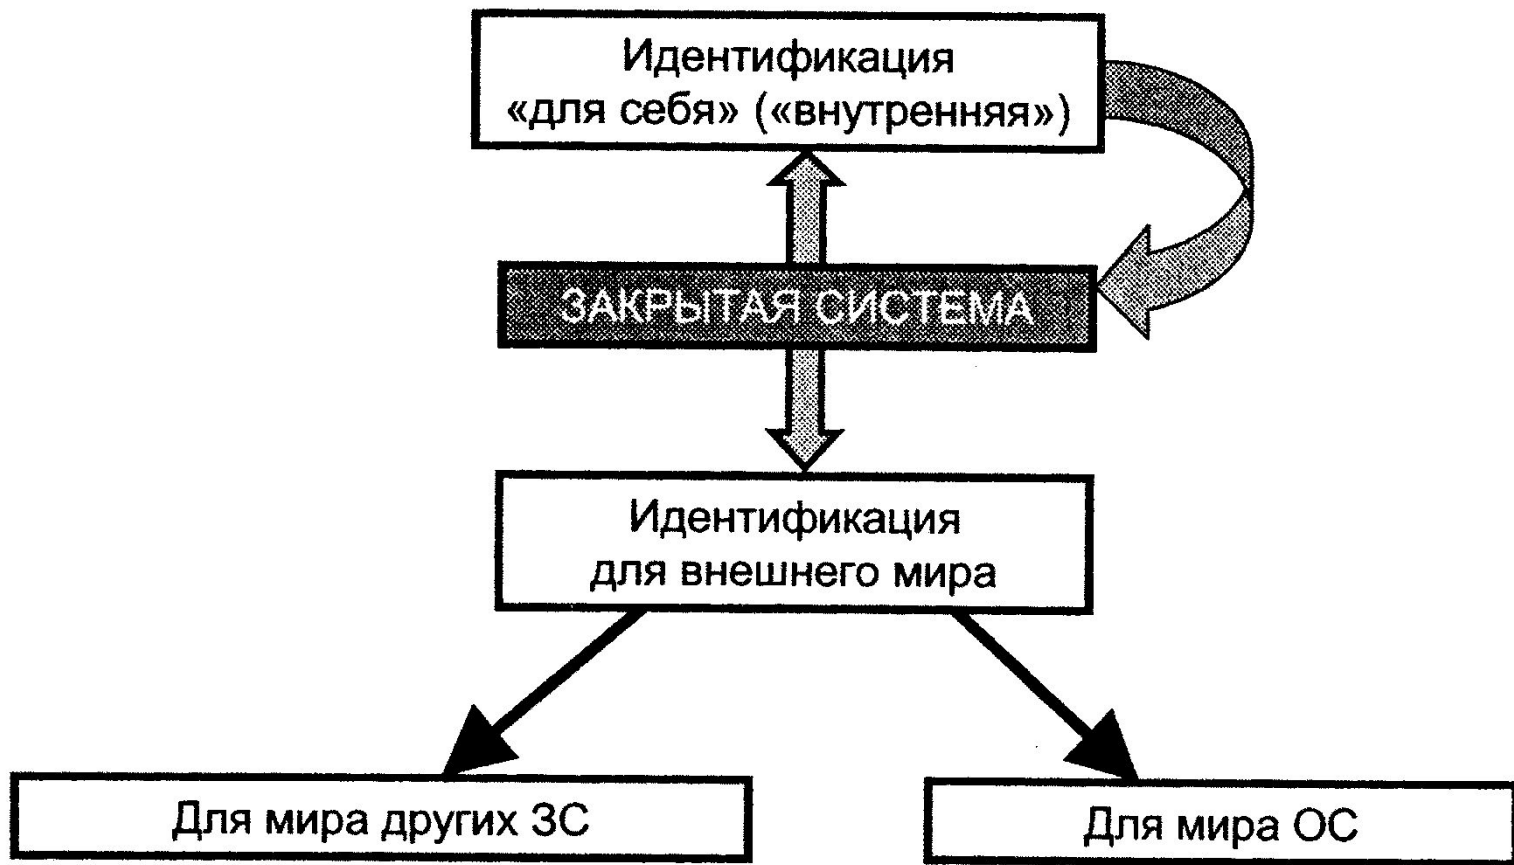 Идентификация
«для себя» («внутренняя»)
ЗАКРЫТАЯ СИСТЕМА
Идентификация
для внешнего мира
Для мира других ЗС
Для мира ОС